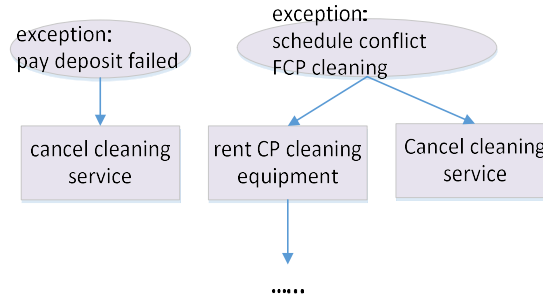 exception:
pay deposit failed
exception:
schedule conflict
FCP cleaning
cancel cleaning
service
rent CP cleaning
equipment
Cancel cleaning
service
......